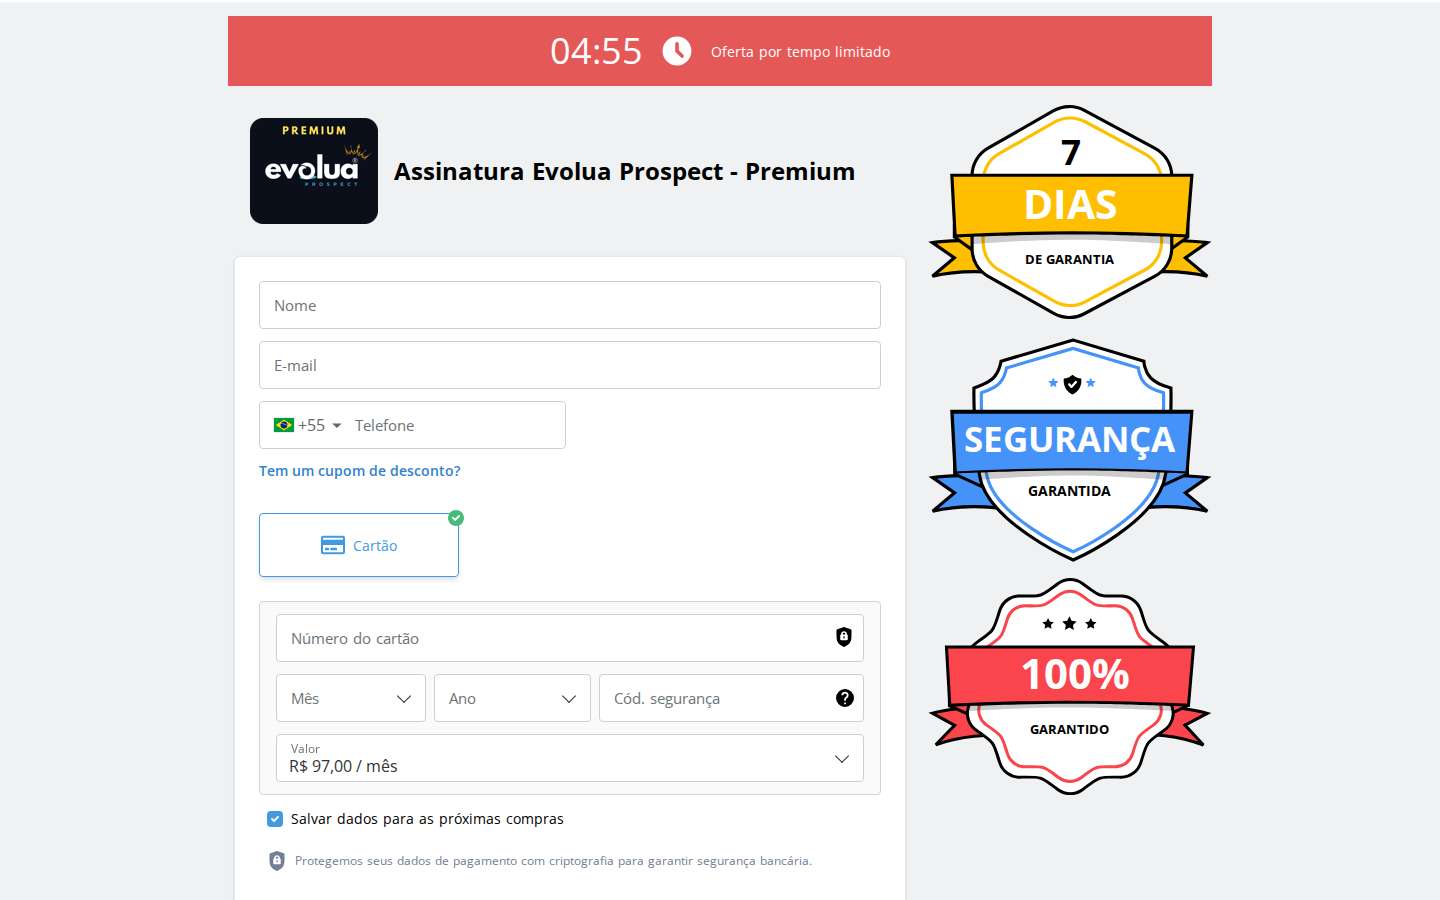 04:55 Oferta por tempo limitado
PREMIUM
evolua®
PROSPECT
Assinatura Evolua Prospect - Premium
7
DIAS
DE GARANTIA
Nome
E-mail
+55 Telefone
Tem um cupom de desconto?
Cartão
Número do cartão
Mês Ano Cód. segurança
Valor
R$ 97,00 / mês
Salvar dados para as próximas compras
Protegemos seus dados de pagamento com criptografia para garantir segurança bancária.
SEGURANÇA
GARANTIDA
100%
GARANTIDO